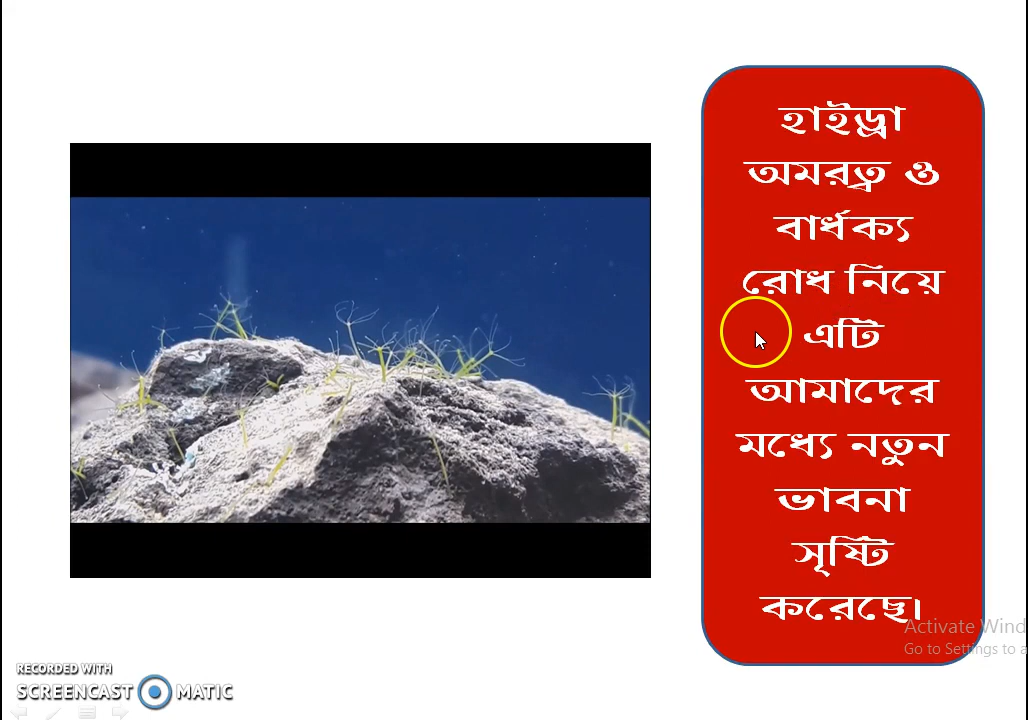 হাইড্রা
অমরত্ব ও
বার্ধক্য
রোধ নিয়ে
এটি
আমাদের
মধ্যে নতুন
ভাবনা
সৃষ্টি
করেছে।
Activate Wind
Go to Settings to a
RECORDED WITH
SCREENCAST MATIC